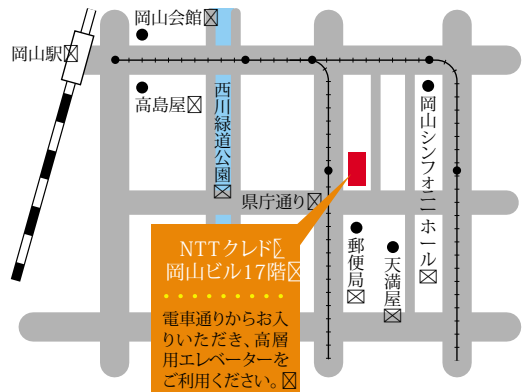 岡山会館
岡山駅
高島屋
西川緑道公園
岡山シンフォニーホール
県庁通り
郵便局
天満屋
NTTクレド
岡山ビル17階
電車通りからお入
りいただき、高層
用エレベーターを
ご利用ください。